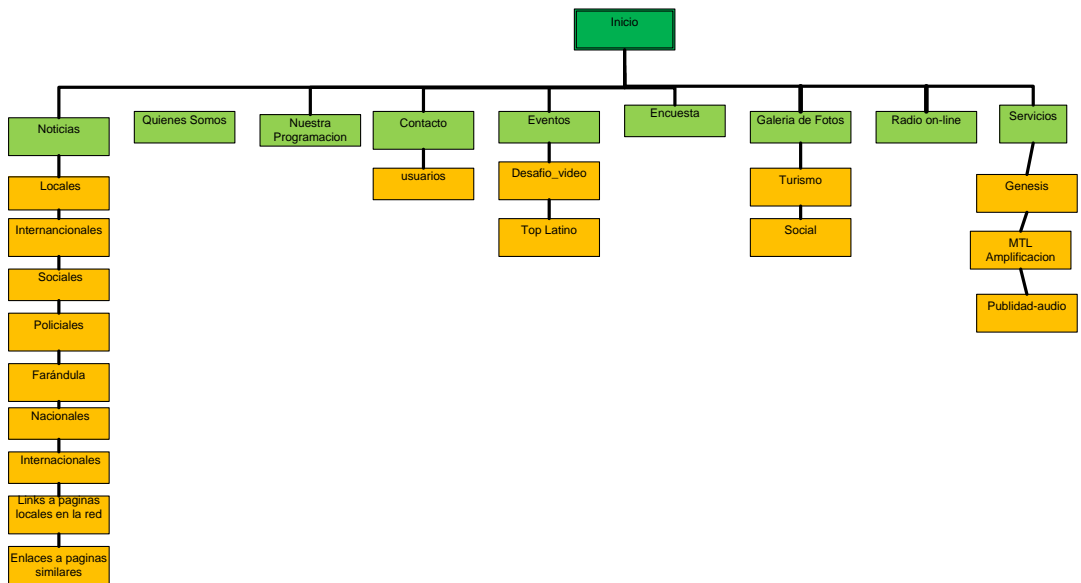 Inicio
Noticias
Quienes Somos
Nuestra
Programacion
Contacto
Eventos
Encuesta
Galeria de Fotos
Radio on-line
Servicios
Locales
Internancionales
Sociales
Policiales
Farándula
Nacionales
Internacionales
Links a paginas
locales en la red
Enlaces a paginas
similares
usuarios
Desafio_video
Top Latino
Turismo
Social
Genesis
MTL
Amplificacion
Publidad-audio